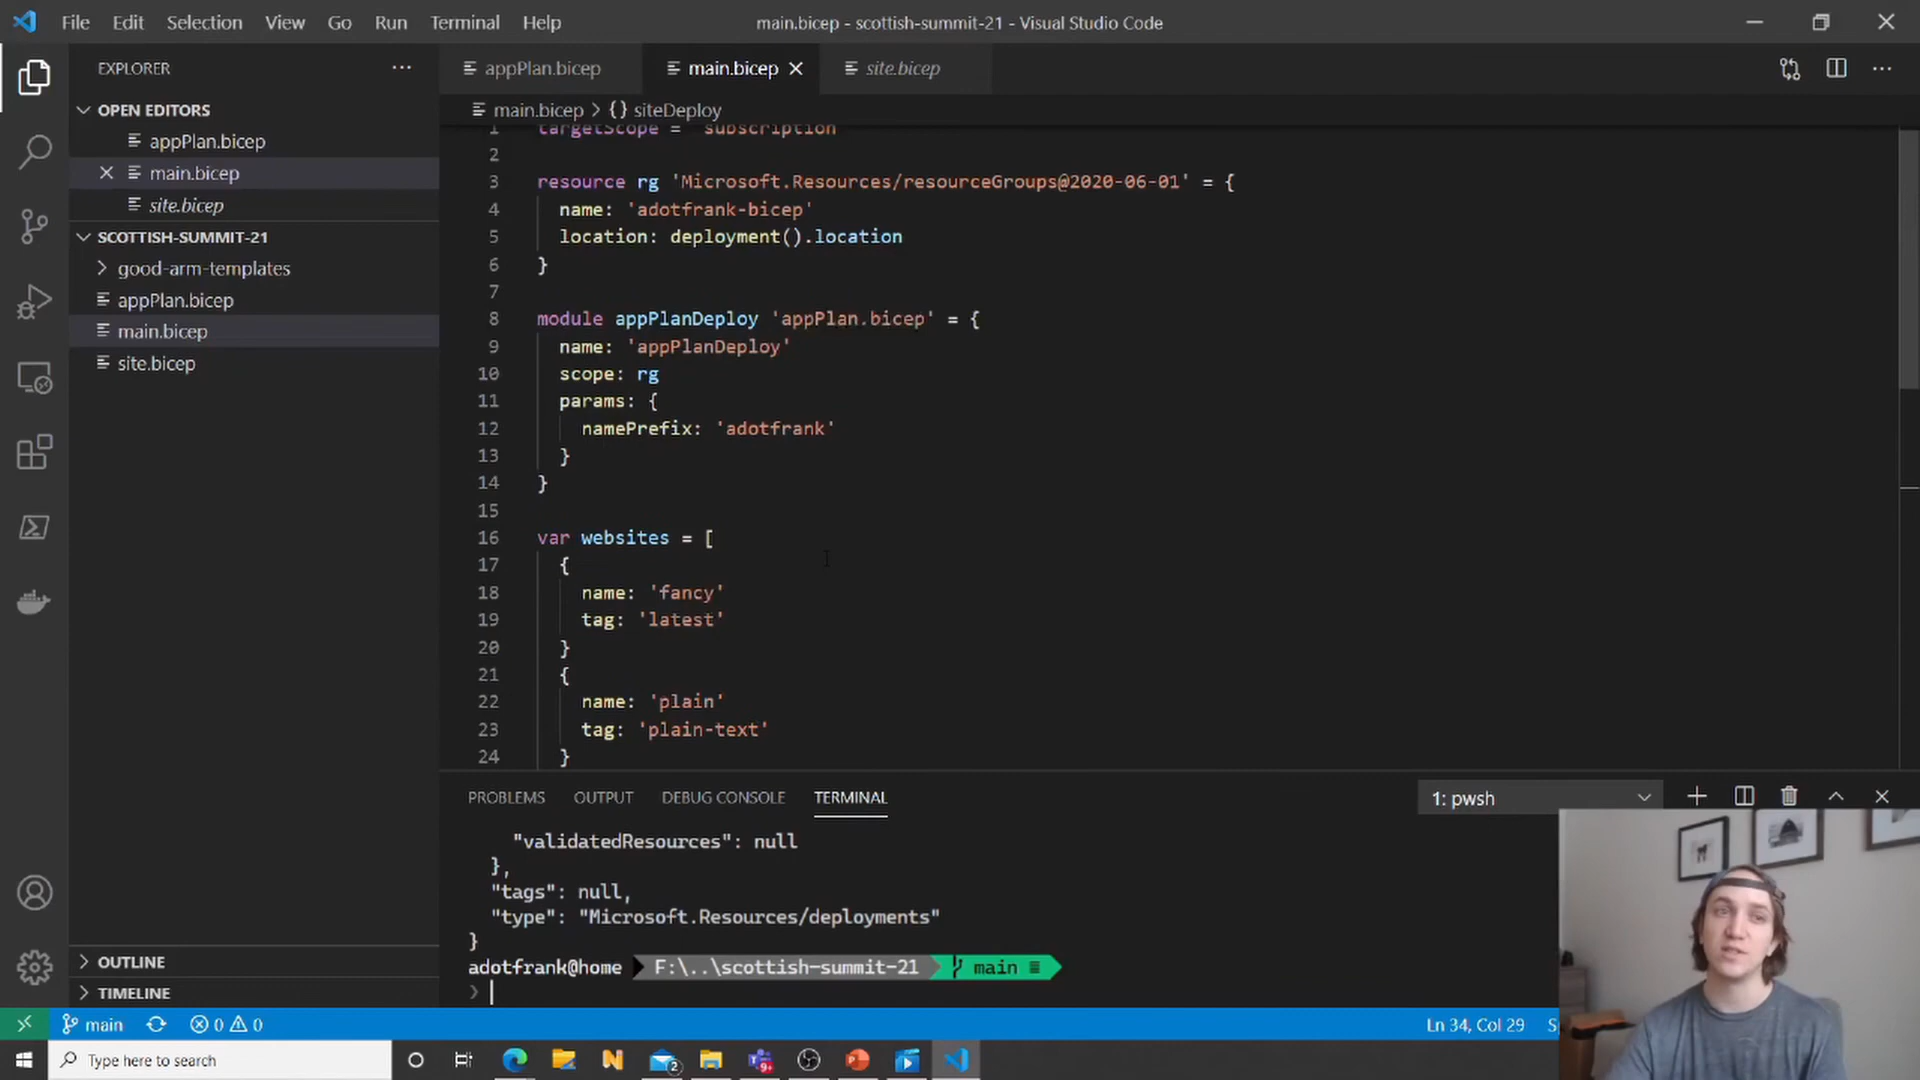 File Edit Selection View Go Run Terminal Help
main.bicep - scottish-summit-21 - Visual Studio Code
EXPLORER
OPEN EDITORS
appPlan.bicep
main.bicep
site.bicep
SCOTTISH-SUMMIT-21
good-arm-templates
appPlan.bicep
main.bicep
site.bicep
OUTLINE
TIMELINE
appPlan.bicep main.bicep site.bicep
main.bicep > {} siteDeploy
1 targetScope = 'subscription'
2
3 resource rg 'Microsoft.Resources/resourceGroups@2020-06-01' = {
4 name: 'adotfrank-bicep'
5 location: deployment().location
6 }
7
8 module appPlanDeploy 'appPlan.bicep' = {
9 name: 'appPlanDeploy'
10 scope: rg
11 params: {
12 namePrefix: 'adotfrank'
13 }
14 }
15
16 var websites = [
17 {
18 name: 'fancy'
19 tag: 'latest'
20 }
21 {
22 name: 'plain'
23 tag: 'plain-text'
24 }
PROBLEMS OUTPUT DEBUG CONSOLE TERMINAL
1: pwsh
"validatedResources": null
},
"tags": null,
"type": "Microsoft.Resources/deployments"
}
adotfrank@home F:\..\scottish-summit-21 main ≡
❯
main 0 0
Ln 34, Col 29 S
Type here to search
2
9+